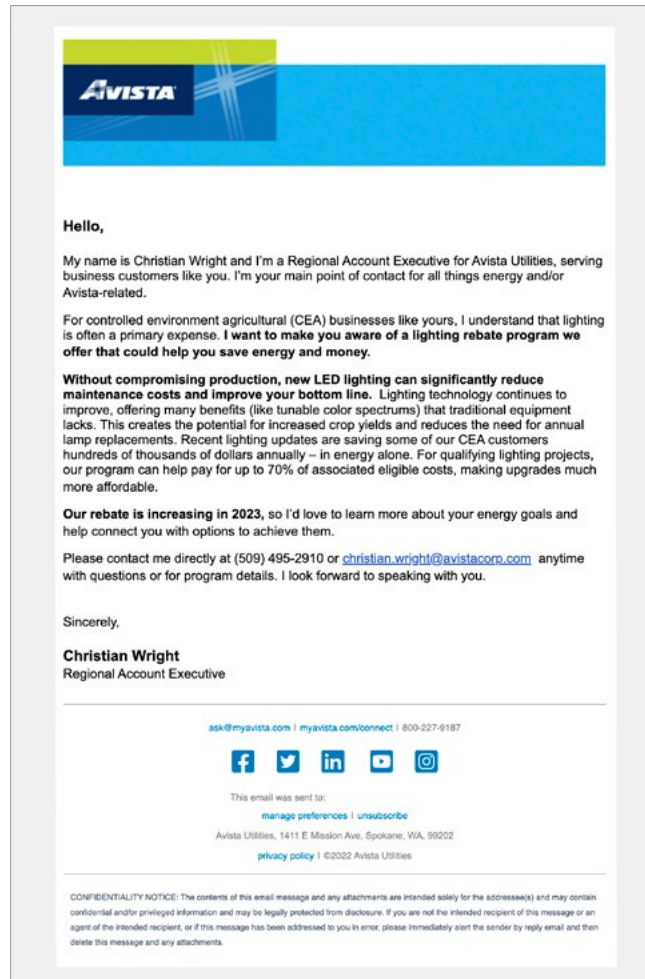 AVISTA
Hello,
My name is Christian Wright and I'm a Regional Account Executive for Avista Utilities, serving
business customers like you. I'm your main point of contact for all things energy and/or
Avista-related.
For controlled environment agricultural (CEA) businesses like yours, I understand that lighting
is often a primary expense. I want to make you aware of a lighting rebate program we
offer that could help you save energy and money.
Without compromising production, new LED lighting can significantly reduce
maintenance costs and improve your bottom line. Lighting technology continues to
improve, offering many benefits (like tunable color spectrums) that traditional equipment
lacks. This creates the potential for increased crop yields and reduces the need for annual
lamp replacements. Recent lighting updates are saving some of our CEA customers
hundreds of thousands of dollars annually – in energy alone. For qualifying lighting projects,
our program can help pay for up to 70% of associated eligible costs, making upgrades much
more affordable.
Our rebate is increasing in 2023, so I'd love to learn more about your energy goals and
help connect you with options to achieve them.
Please contact me directly at (509) 495-2910 or christian.wright@avistacorp.com anytime
with questions or for program details. I look forward to speaking with you.
Sincerely,
Christian Wright
Regional Account Executive
ask@myavista.com | myavista.com/connect | 800-227-9187
This email was sent to:
manage preferences | unsubscribe
Avista Utilities, 1411 E Mission Ave, Spokane, WA, 99202
privacy policy | ©2022 Avista Utilities
CONFIDENTIALITY NOTICE: The contents of this email message and any attachments are intended solely for the addressee(s) and may contain
confidential and/or privileged information and may be legally protected from disclosure. If you are not the intended recipient of this message or an
agent of the intended recipient, or if this message has been addressed to you in error, please immediately alert the sender by reply email and then
delete this message and any attachments.